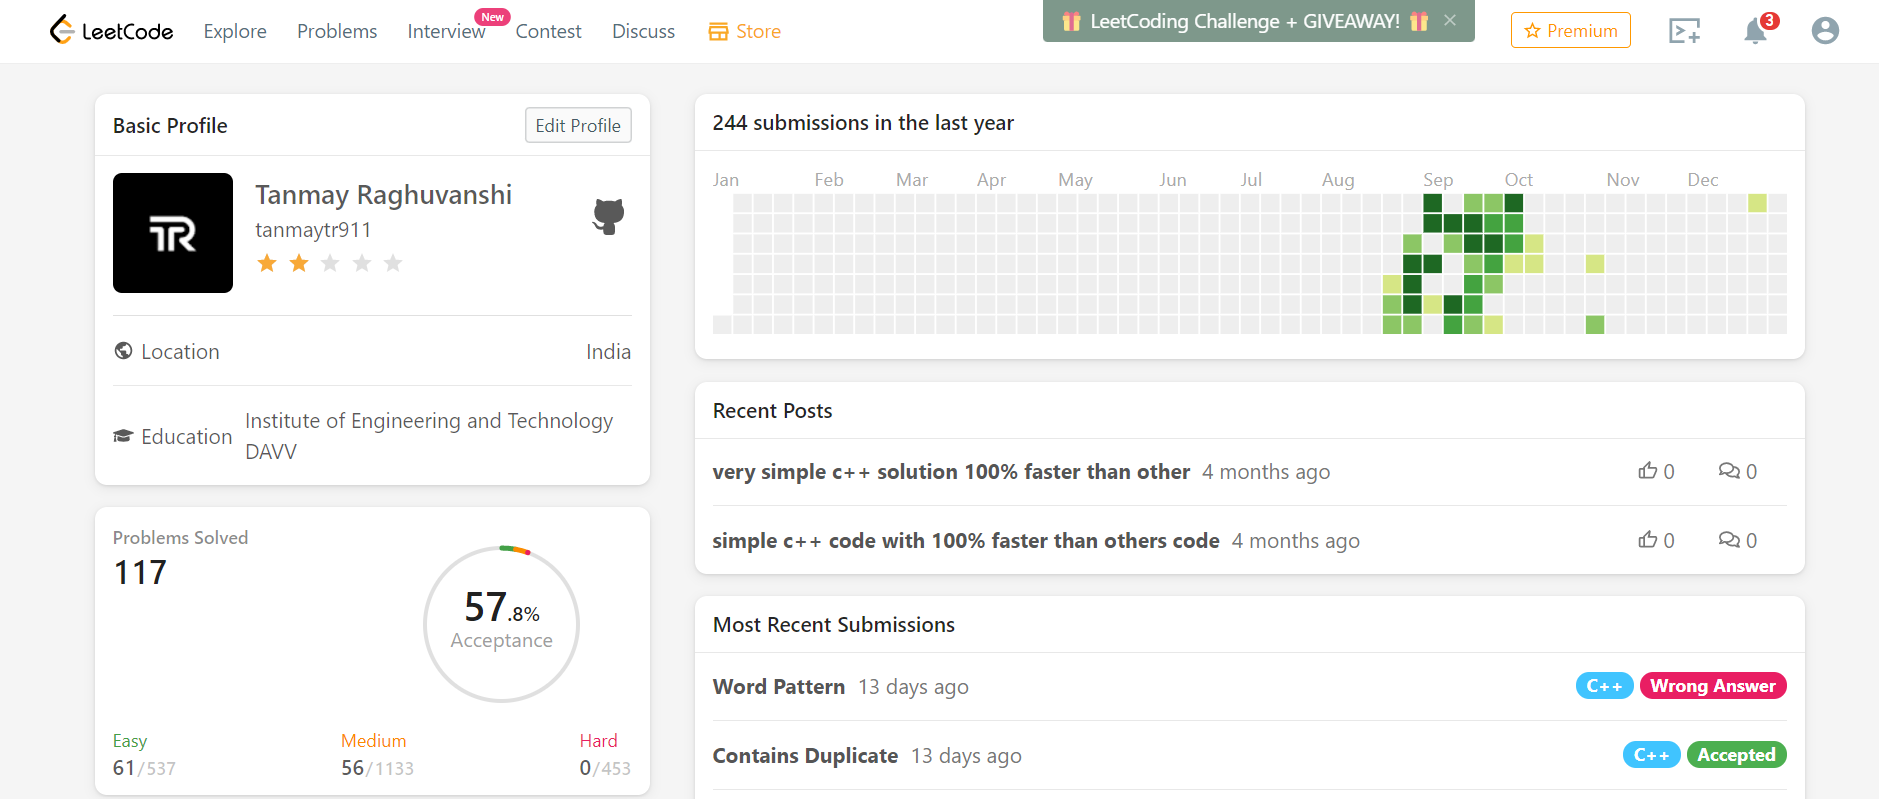 LeetCode Explore Problems Interview New Contest Discuss Store LeetCoding Challenge + GIVEAWAY! × Premium 3
Basic Profile Edit Profile
TR
Tanmay Raghuvanshi
tanmaytr911
Location India
Education Institute of Engineering and Technology
DAVV
Problems Solved
117
57.8%
Acceptance
Easy Medium Hard
61/537 56/1133 0/453
244 submissions in the last year
Jan Feb Mar Apr May Jun Jul Aug Sep Oct Nov Dec
Recent Posts
very simple c++ solution 100% faster than other 4 months ago 0 0
simple c++ code with 100% faster than others code 4 months ago 0 0
Most Recent Submissions
Word Pattern 13 days ago C++ Wrong Answer
Contains Duplicate 13 days ago C++ Accepted